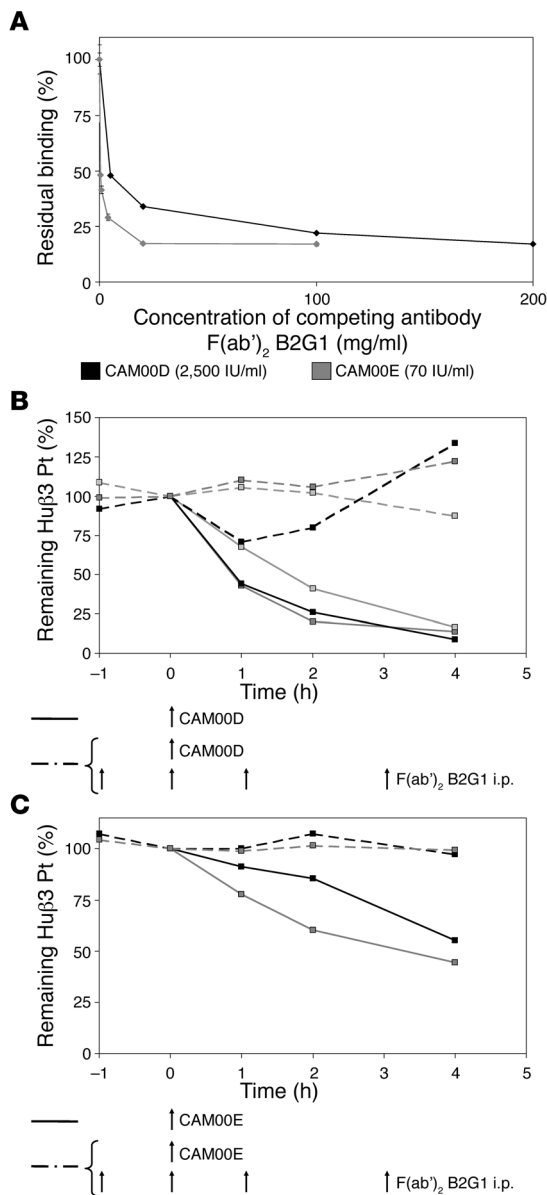 A
100
75
50
25
0
0 100 200
Residual binding (%)
Concentration of competing antibody
F(ab')₂ B2G1 (mg/ml)
CAM00D (2,500 IU/ml) CAM00E (70 IU/ml)
B
150
125
100
75
50
25
0
−1 0 1 2 3 4 5
Remaining Huβ3 Pt (%)
Time (h)
CAM00D
CAM00D
F(ab')₂ B2G1 i.p.
C
100
75
50
25
0
−1 0 1 2 3 4 5
Remaining Huβ3 Pt (%)
Time (h)
CAM00E
CAM00E
F(ab')₂ B2G1 i.p.